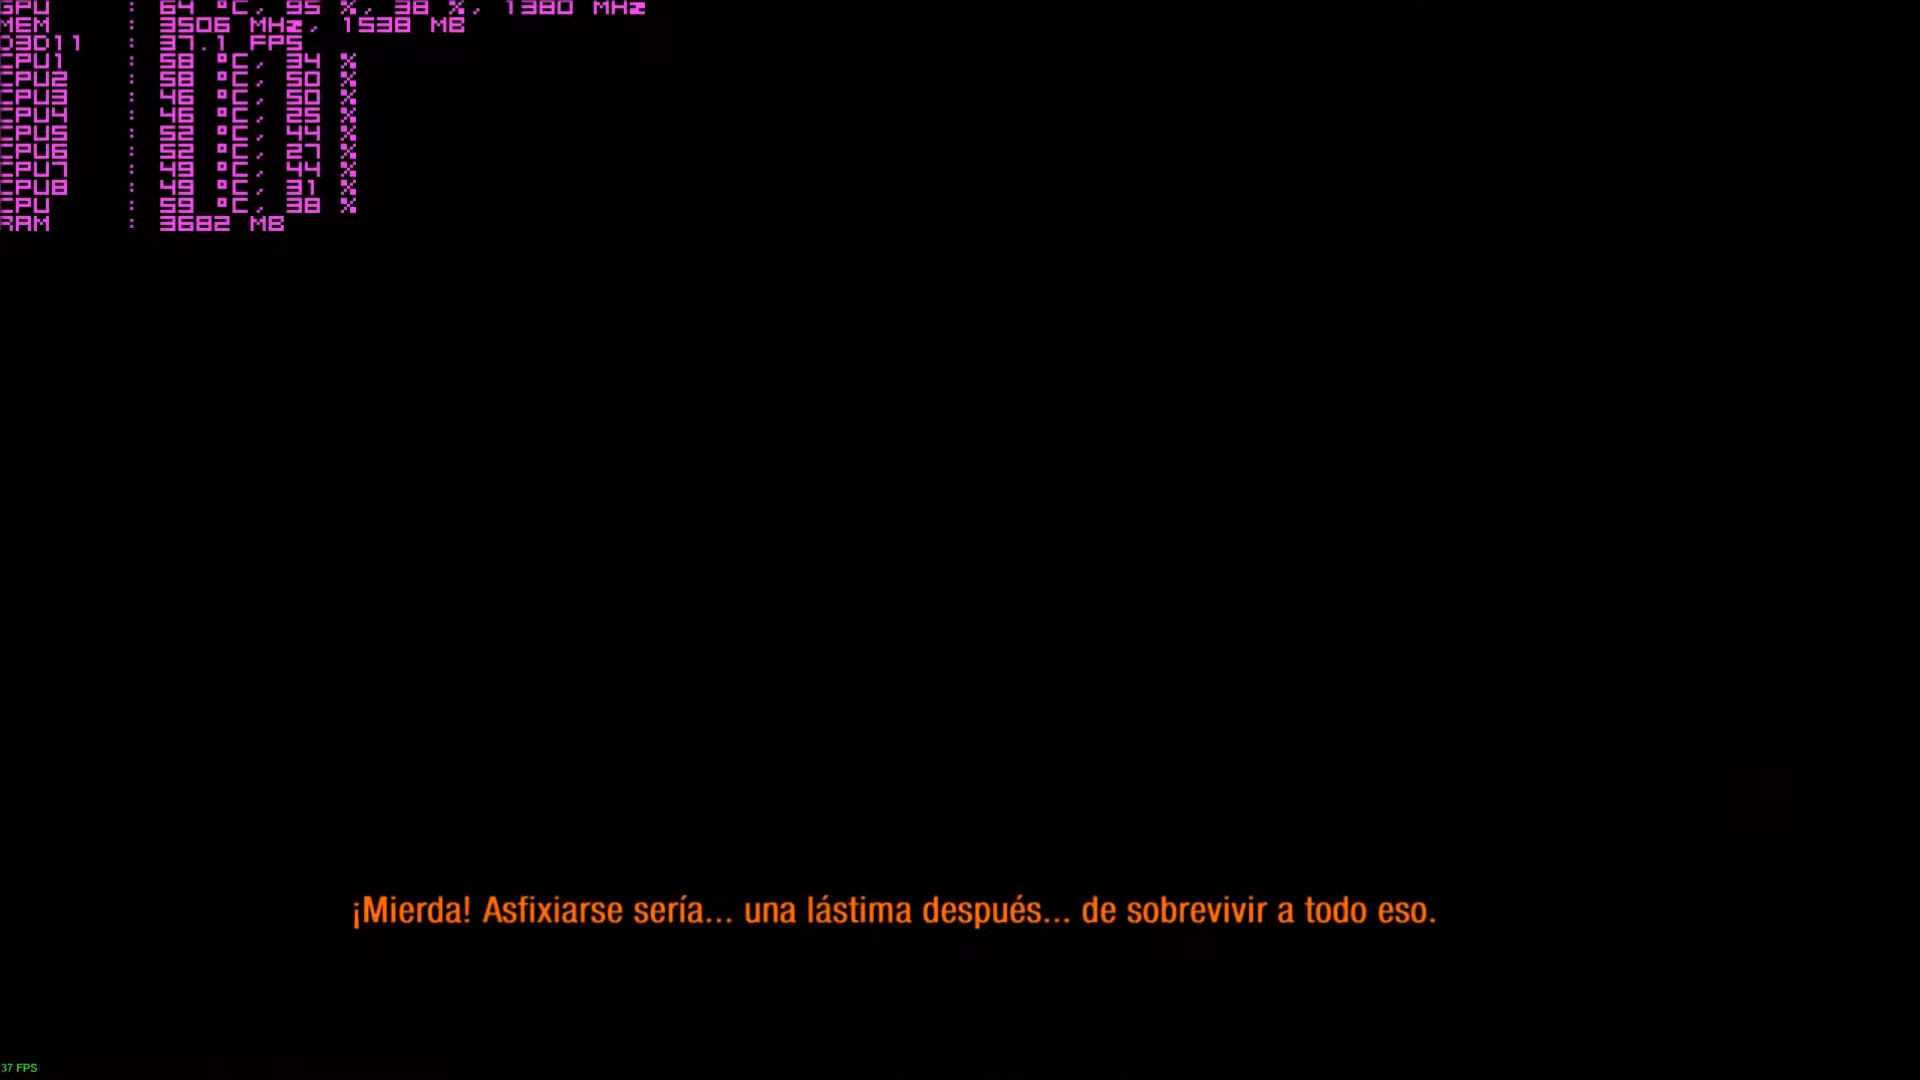 GPU : 64 °C, 95 %, 38 %, 1380 MHz
MEM : 3506 MHz, 1538 MB
D3D11 : 37.1 FPS
CPU1 : 58 °C, 34 %
CPU2 : 58 °C, 50 %
CPU3 : 46 °C, 50 %
CPU4 : 46 °C, 25 %
CPU5 : 52 °C, 44 %
CPU6 : 52 °C, 27 %
CPU7 : 49 °C, 44 %
CPU8 : 49 °C, 31 %
CPU : 59 °C, 38 %
RAM : 3682 MB
¡Mierda! Asfixiarse sería... una lástima después... de sobrevivir a todo eso.
37 FPS